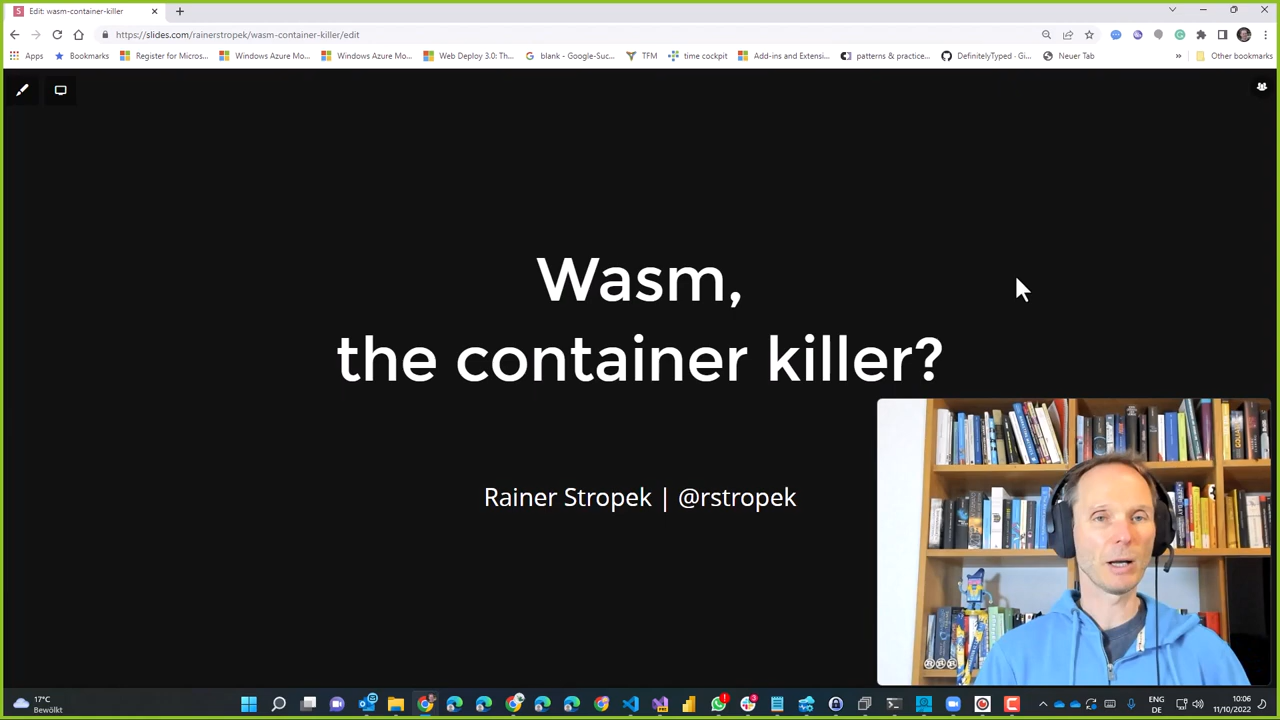 Edit: wasm-container-killer
https://slides.com/rainerstropek/wasm-container-killer/edit
Apps
Bookmarks
Register for Micros...
Windows Azure Mo...
Windows Azure Mo...
Web Deploy 3.0: Th...
blank - Google-Suc...
TFM
time cockpit
Add-ins and Extensi...
patterns & practice...
DefinitelyTyped - Gi...
Neuer Tab
»
Other bookmarks
Wasm,
the container killer?
Rainer Stropek | @rstropek
17°C
Bewölkt
ENG
DE
10:06
11/10/2022